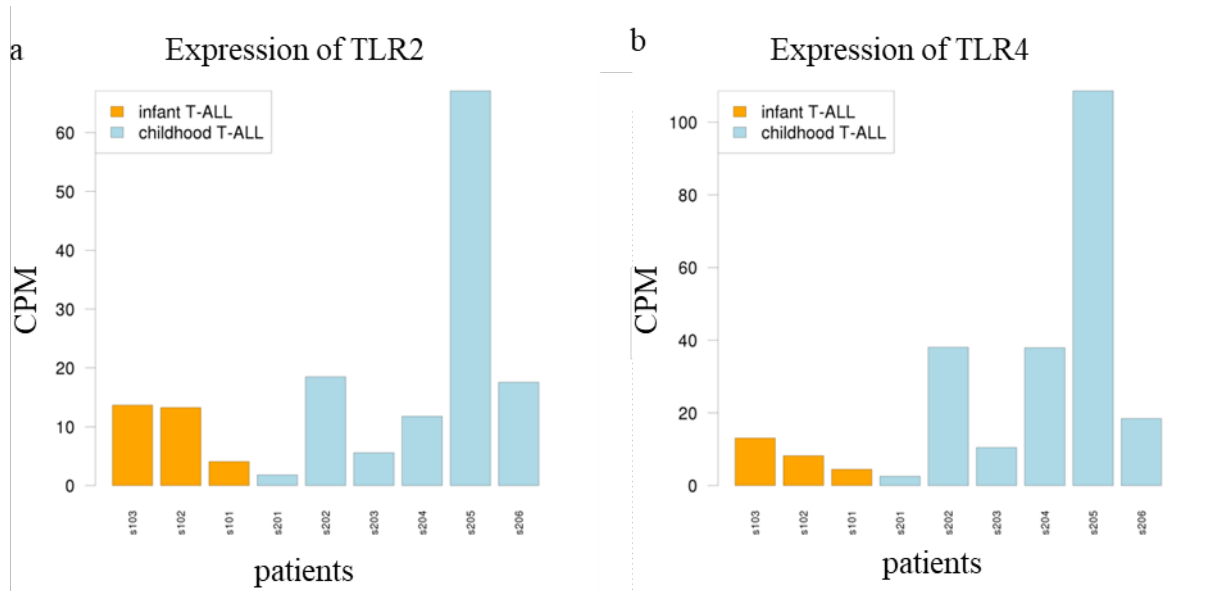 a
Expression of TLR2
infant T-ALL
childhood T-ALL
60
50
40
30
20
10
0
CPM
s103
s102
s101
s201
s202
s203
s204
s205
s206
patients
b
Expression of TLR4
infant T-ALL
childhood T-ALL
100
80
60
40
20
0
CPM
s103
s102
s101
s201
s202
s203
s204
s205
s206
patients